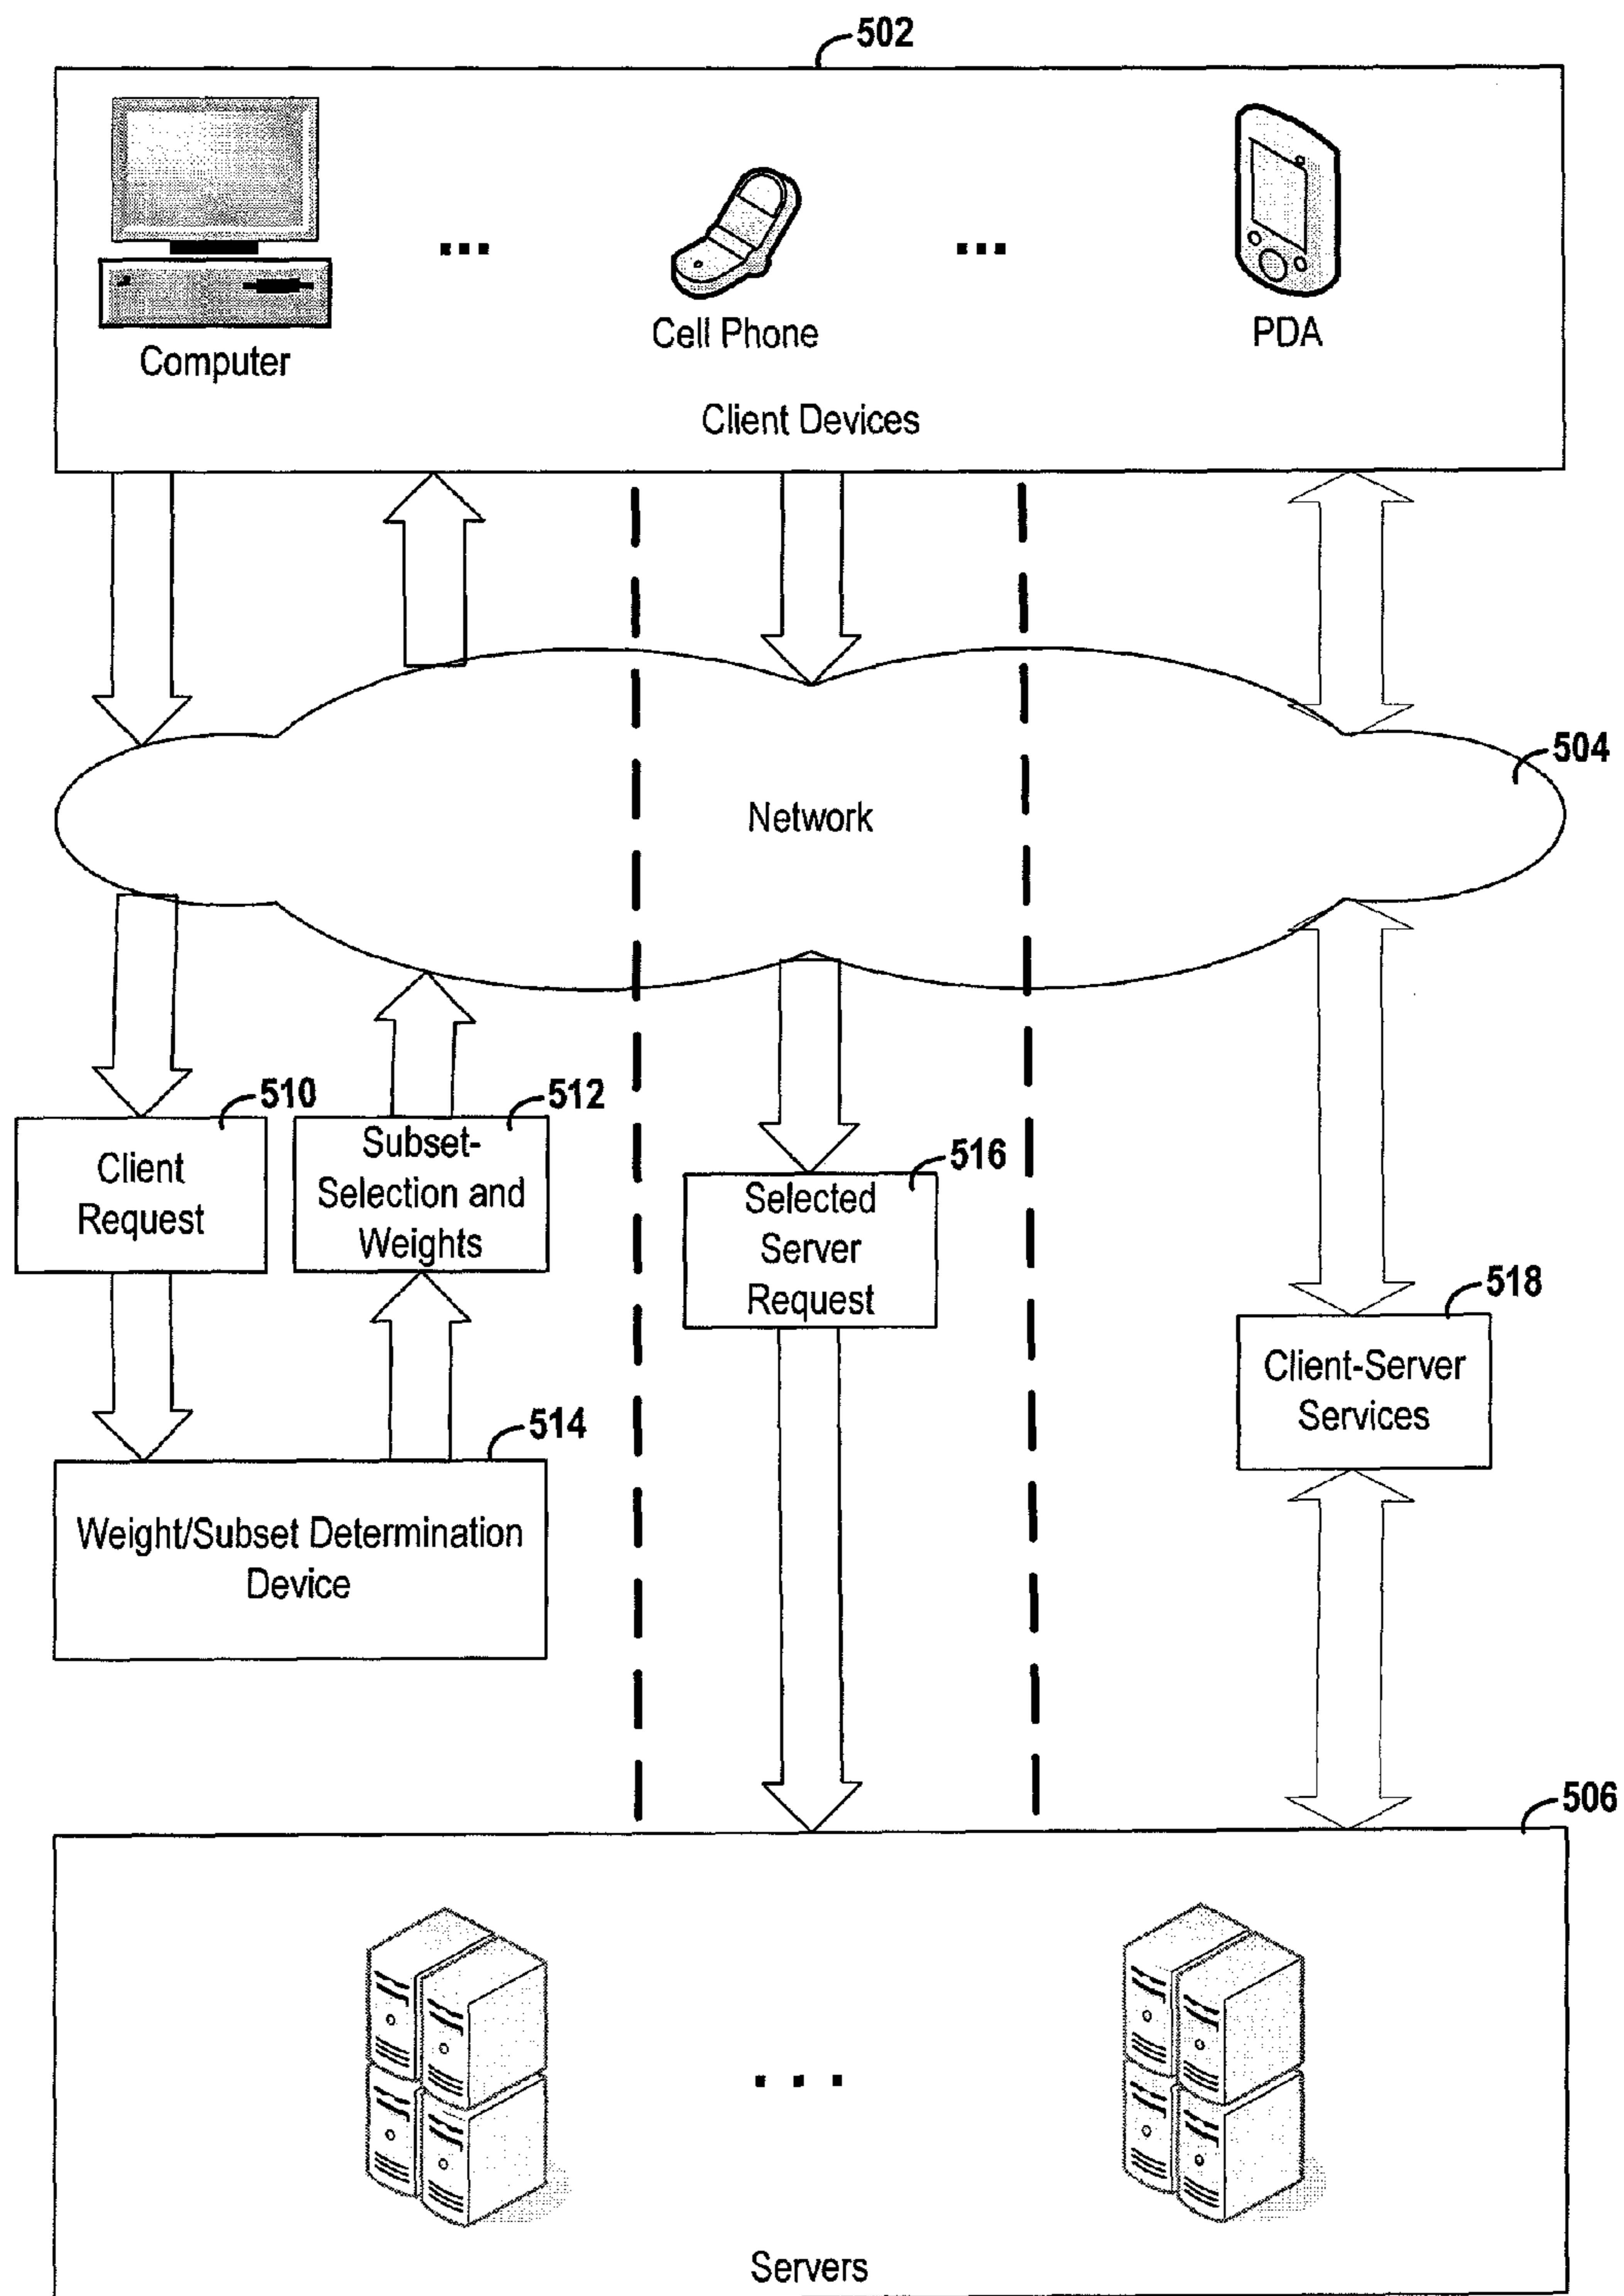 502
...
...
Computer
Cell Phone
PDA
Client Devices
504
Network
510
Client
Request
512
Subset-
Selection and
Weights
516
Selected
Server
Request
518
Client-Server
Services
514
Weight/Subset Determination
Device
506
...
Servers